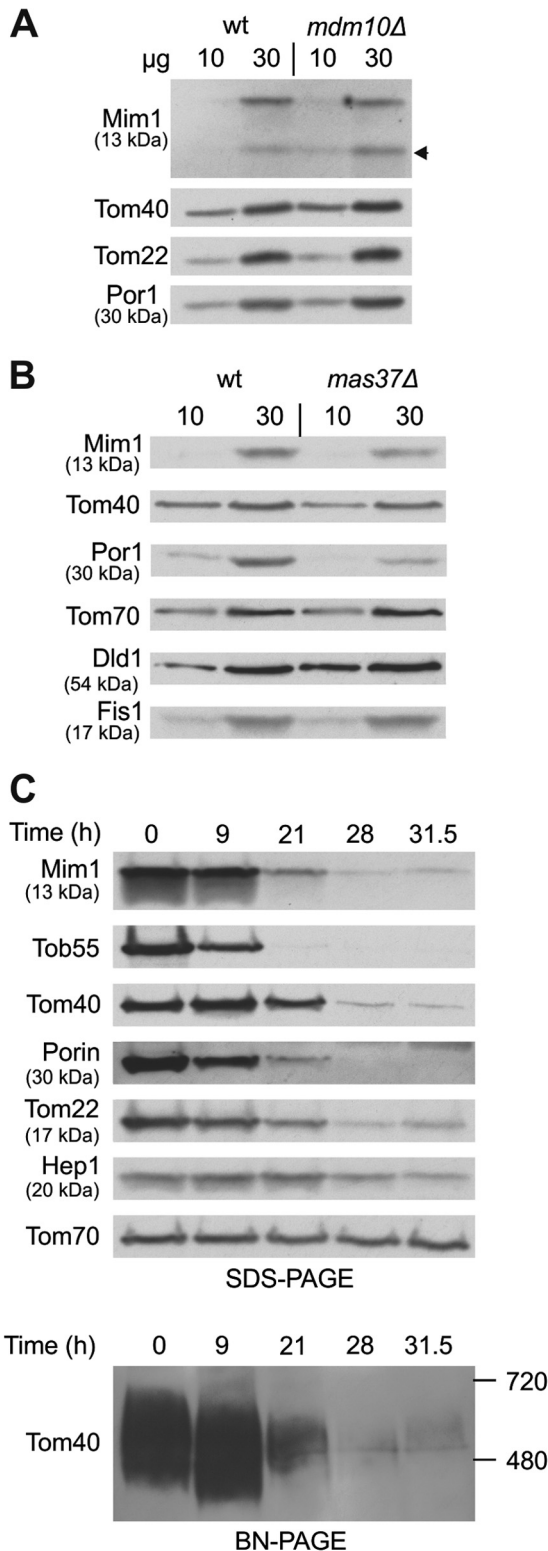 A
wt mdm10Δ
µg 10 30 10 30
Mim1
(13 kDa)
Tom40
Tom22
Por1
(30 kDa)
B
wt mas37Δ
10 30 10 30
Mim1
(13 kDa)
Tom40
Por1
(30 kDa)
Tom70
Dld1
(54 kDa)
Fis1
(17 kDa)
C
Time (h) 0 9 21 28 31.5
Mim1
(13 kDa)
Tob55
Tom40
Porin
(30 kDa)
Tom22
(17 kDa)
Hep1
(20 kDa)
Tom70
SDS-PAGE
Time (h) 0 9 21 28 31.5
720
Tom40
480
BN-PAGE